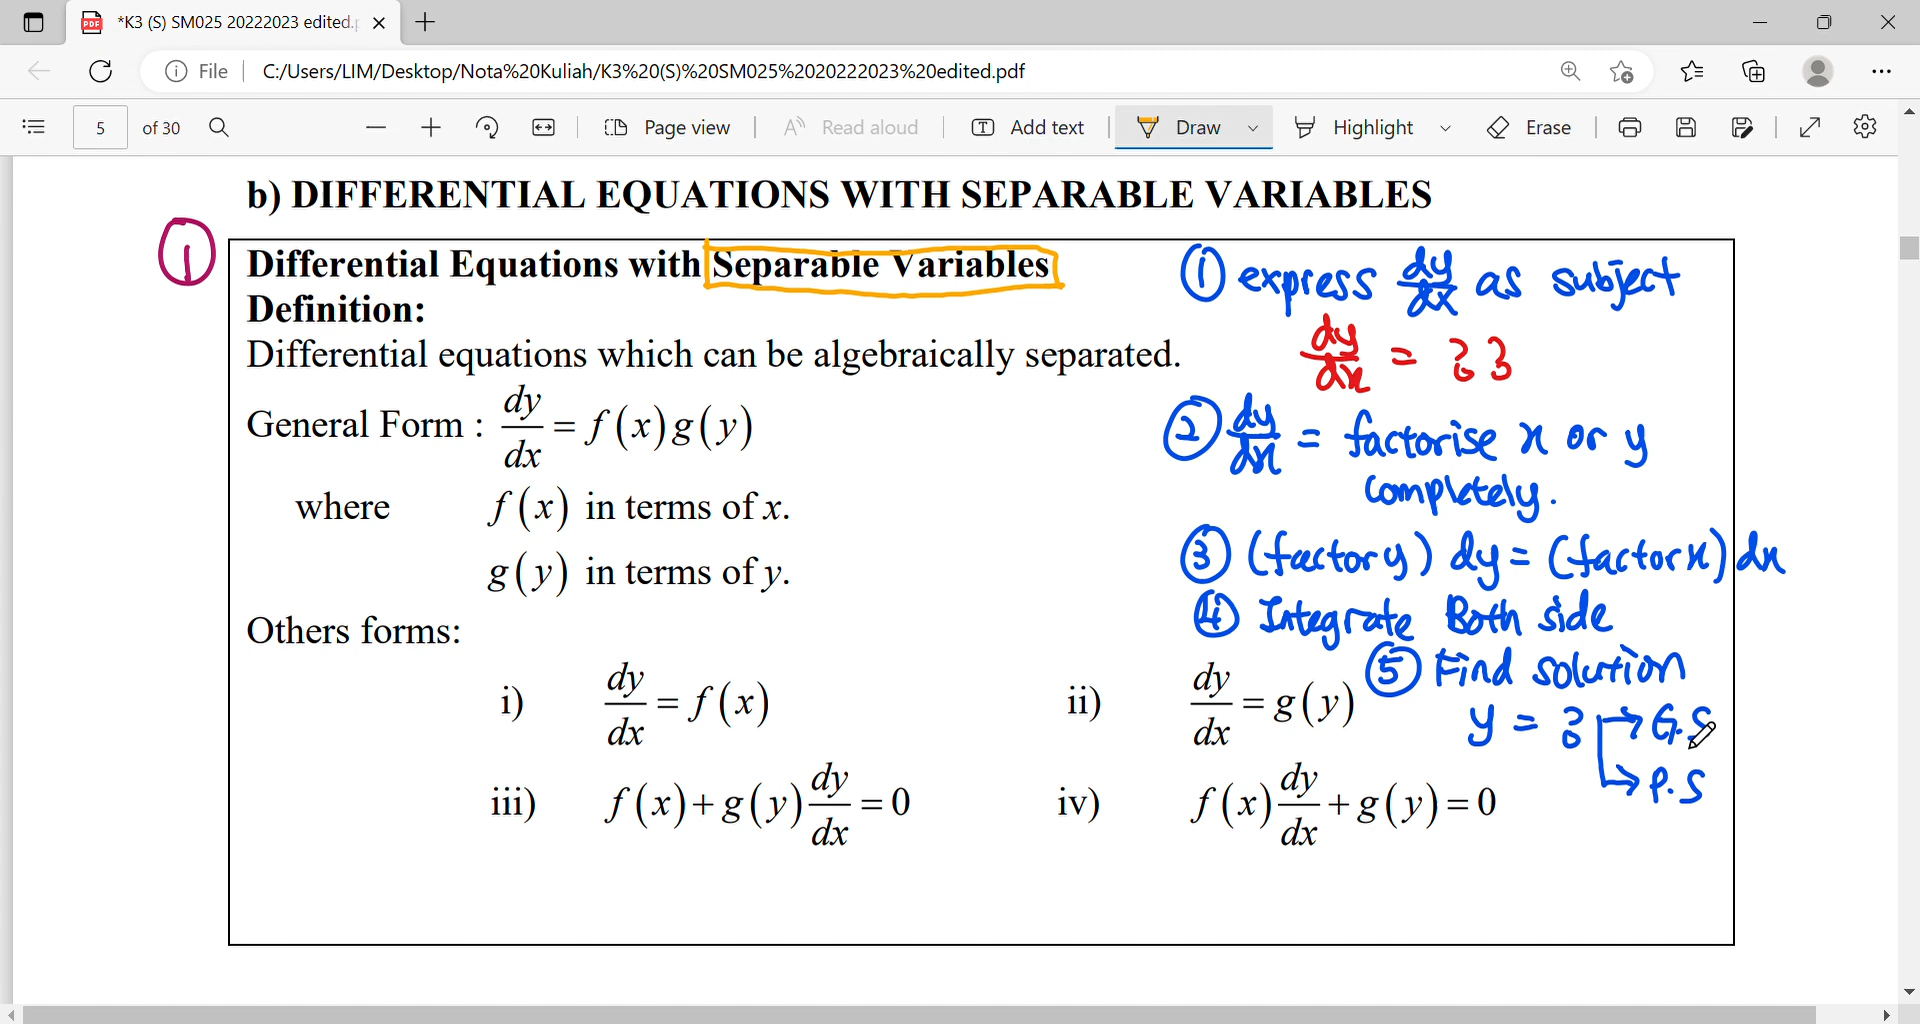 *K3 (S) SM025 20222023 edited.p
File
C:/Users/LIM/Desktop/Nota%20Kuliah/K3%20(S)%20SM025%2020222023%20edited.pdf
5 of 30
Page view
Read aloud
Add text
Draw
Highlight
Erase
b) DIFFERENTIAL EQUATIONS WITH SEPARABLE VARIABLES
①
Differential Equations with Separable Variables
Definition:
Differential equations which can be algebraically separated.
General Form : dy/dx = f(x)g(y)
where f(x) in terms of x.
g(y) in terms of y.
Others forms:
i) dy/dx = f(x)
ii) dy/dx = g(y)
iii) f(x)+g(y)dy/dx = 0
iv) f(x)dy/dx + g(y) = 0
① express dy/dx as subject
dy/dx =
② dy/dx = factorise x or y
completely.
③ (factor y) dy = (factor x) dx
④ Integrate Both side
⑤ Find solution
y = → G.S
→ P.S